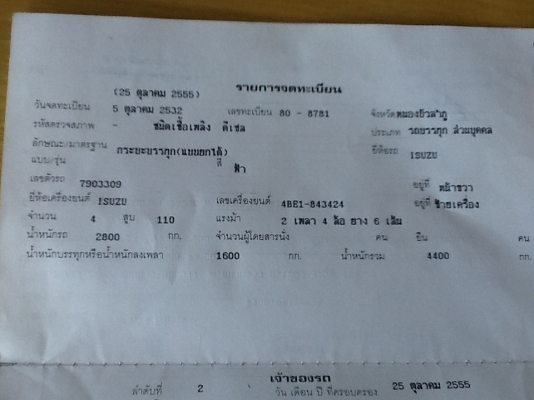 (25 ตุลาคม 2555) รายการจดทะเบียน
วันจดทะเบียน 5 ตุลาคม 2532 เลขทะเบียน 80 - 8781 จังหวัด หนองบัวลำภู
รหัสตรวจสภาพ - ชนิดเชื้อเพลิง ดีเซล ประเภท รถบรรทุก ส่วนบุคคล
ลักษณะ/มาตรฐาน กระบะบรรทุก(แบบยกได้) ยี่ห้อรถ ISUZU
แบบ/รุ่น สี ฟ้า
เลขตัวรถ 7903309 อยู่ที่ หน้าขวา
ยี่ห้อเครื่องยนต์ ISUZU เลขเครื่องยนต์ 4BE1-843424 อยู่ที่ ซ้ายเครื่อง
จำนวน 4 สูบ 110 แรงม้า 2 เพลา 4 ล้อ ยาง 6 เส้น
น้ำหนักรถ 2800 กก. จำนวนผู้โดยสารนั่ง คน ยืน คน
น้ำหนักบรรทุกหรือน้ำหนักลงเพลา 1600 กก. น้ำหนักรวม 4400 กก.
เจ้าของรถ
ลำดับที่ 2 วัน เดือน ปี ที่ครอบครอง 25 ตุลาคม 2555